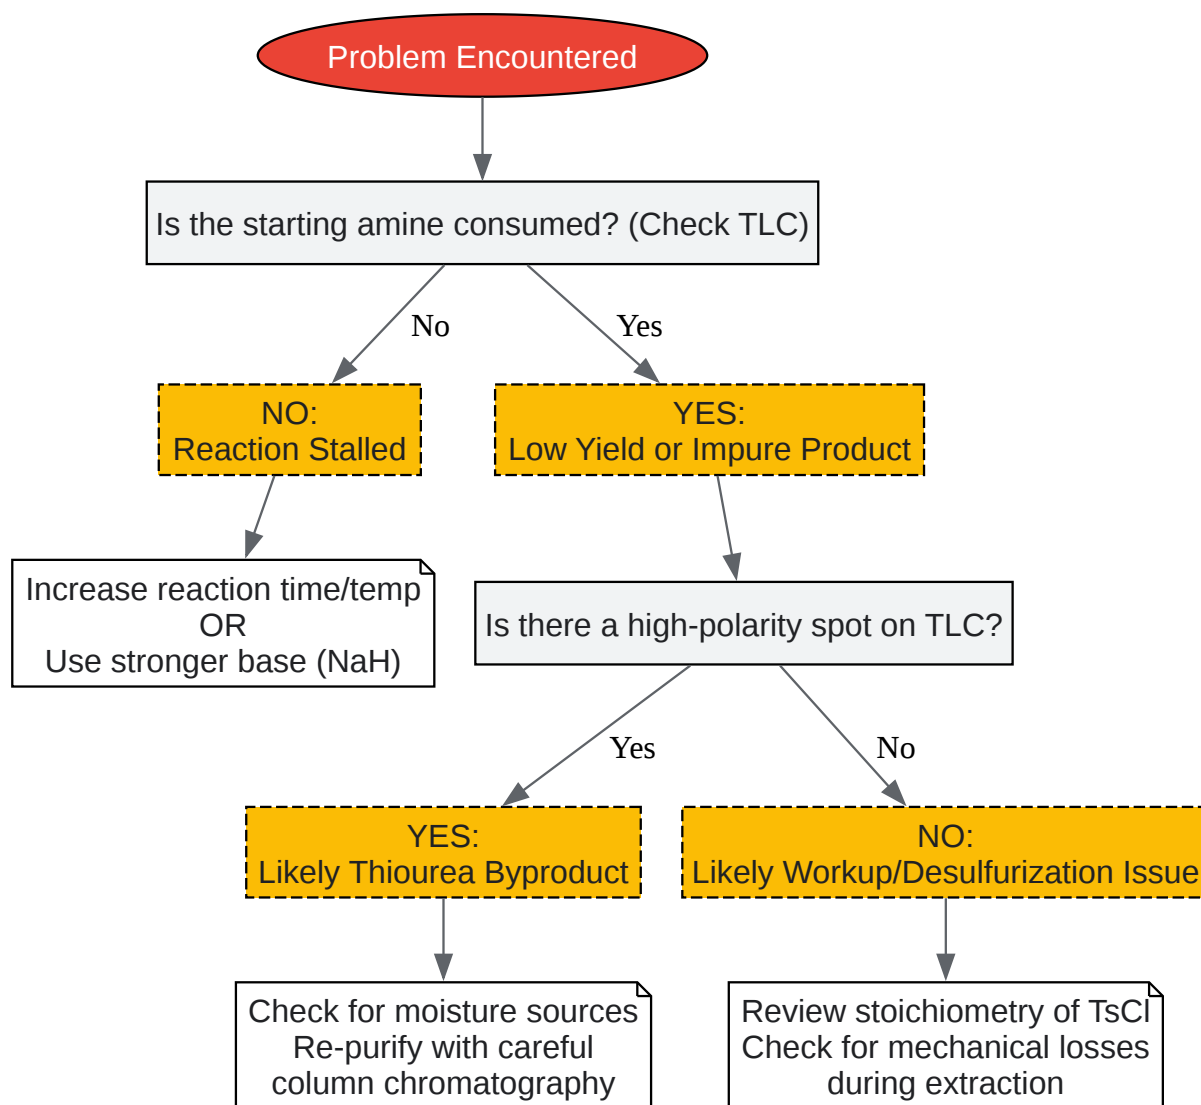 Problem Encountered
Is the starting amine consumed? (Check TLC)
No
Yes
NO:
Reaction Stalled
YES:
Low Yield or Impure Product
Increase reaction time/temp
OR
Use stronger base (NaH)
Is there a high-polarity spot on TLC?
Yes
No
YES:
Likely Thiourea Byproduct
NO:
Likely Workup/Desulfurization Issue
Check for moisture sources
Re-purify with careful
column chromatography
Review stoichiometry of TsCl
Check for mechanical losses
during extraction